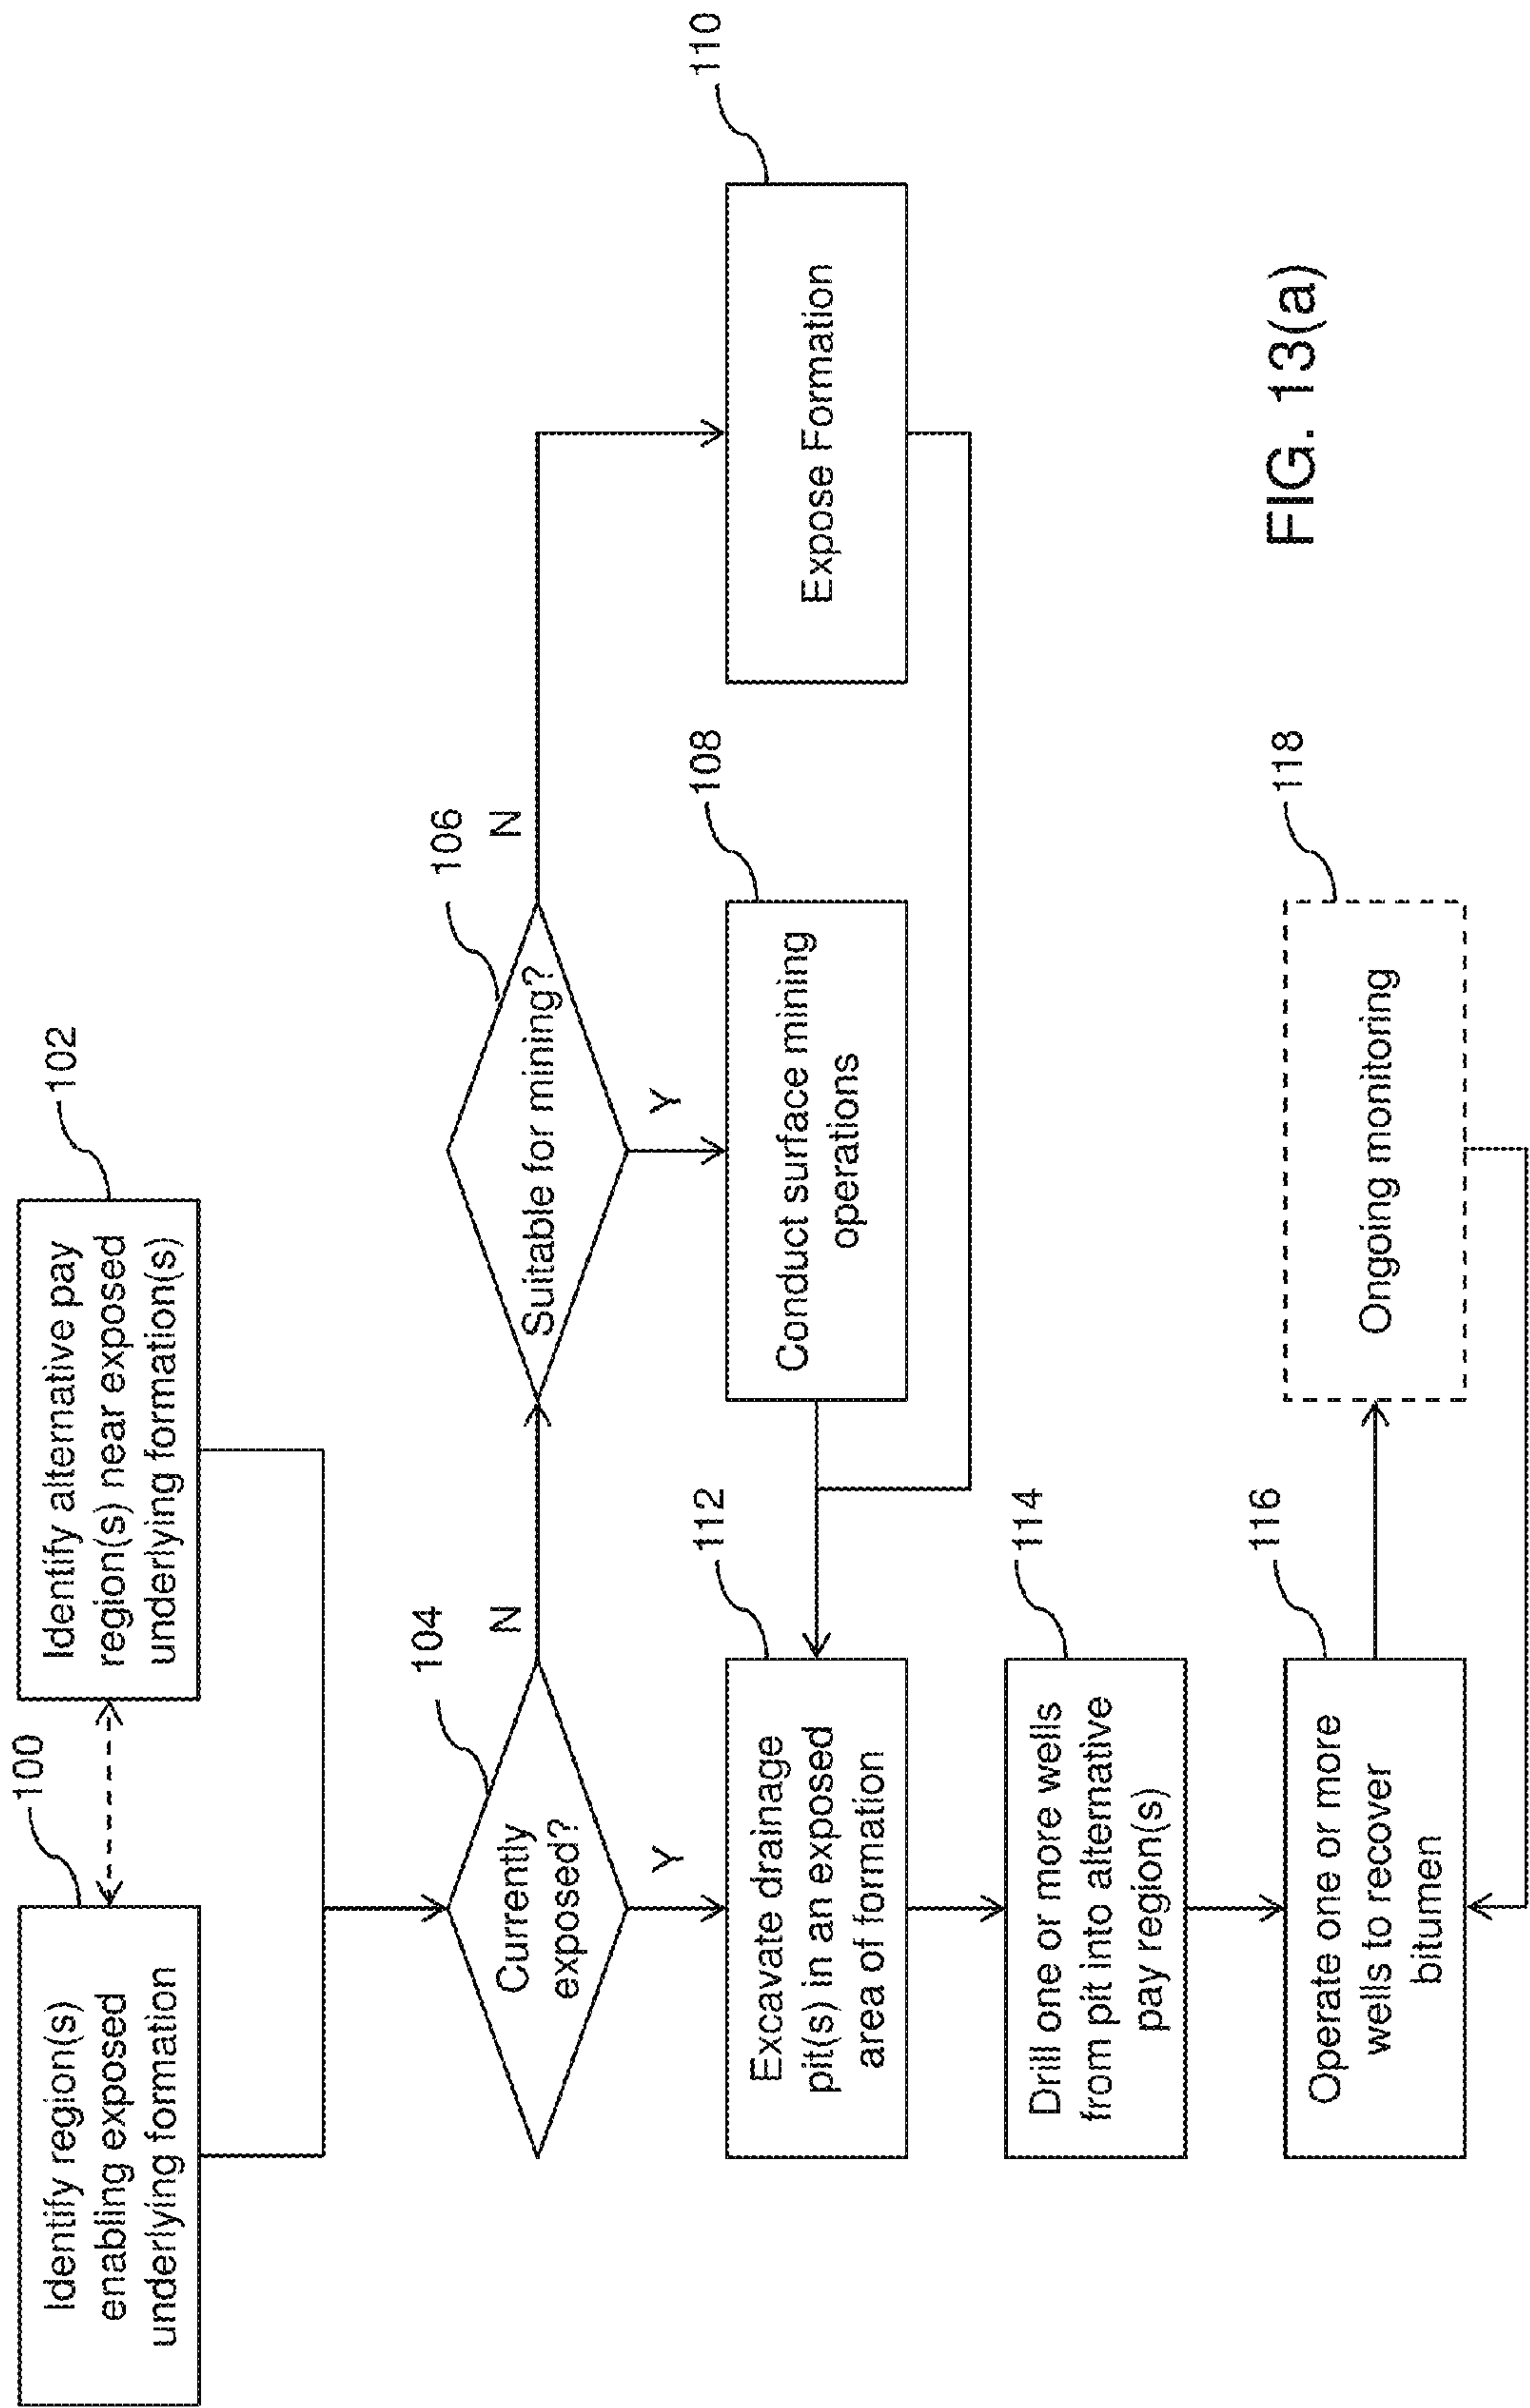 100
Identify region(s)
enabling exposed
underlying formation
102
Identify alternative pay
region(s) near exposed
underlying formation(s)
104
Currently
exposed?
N
Y
106
Suitable for mining?
N
Y
108
Conduct surface mining
operations
110
Expose Formation
112
Excavate drainage
pit(s) in an exposed
area of formation
114
Drill one or more wells
from pit into alternative
pay region(s)
116
Operate one or more
wells to recover
bitumen
118
Ongoing monitoring
FIG. 13(a)